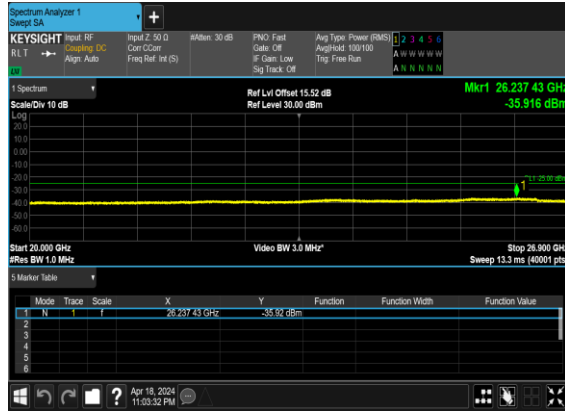 Spectrum Analyzer 1
Swept SA
+
KEYSIGHT Input: RF Input Z: 50 Ω #Atten: 30 dB PNO: Fast Avg Type: Power (RMS) 1 2 3 4 5 6
RLT Coupling: DC Corr CCorr Gate: Off Avg|Hold: 100/100 A W W W W W
Align: Auto Freq Ref: Int (S) IF Gain: Low Trig: Free Run
Sig Track: Off A N N N N N
LW
1 Spectrum Ref Lvl Offset 15.52 dB Mkr1 26.237 43 GHz
Scale/Div 10 dB Ref Level 30.00 dBm -35.916 dBm
Log
20.0
10.0
0.00
-10.0
-20.0
DL1 -25.00 dBm
1
-30.0
-40.0
-50.0
-60.0
Start 20.000 GHz Video BW 3.0 MHz* Stop 26.900 GHz
#Res BW 1.0 MHz Sweep 13.3 ms (40001 pts)
5 Marker Table
Mode Trace Scale X Y Function Function Width Function Value
1 N 1 f 26.237 43 GHz -35.92 dBm
2
3
4
5
6
? Apr 18, 2024
11:03:32 PM